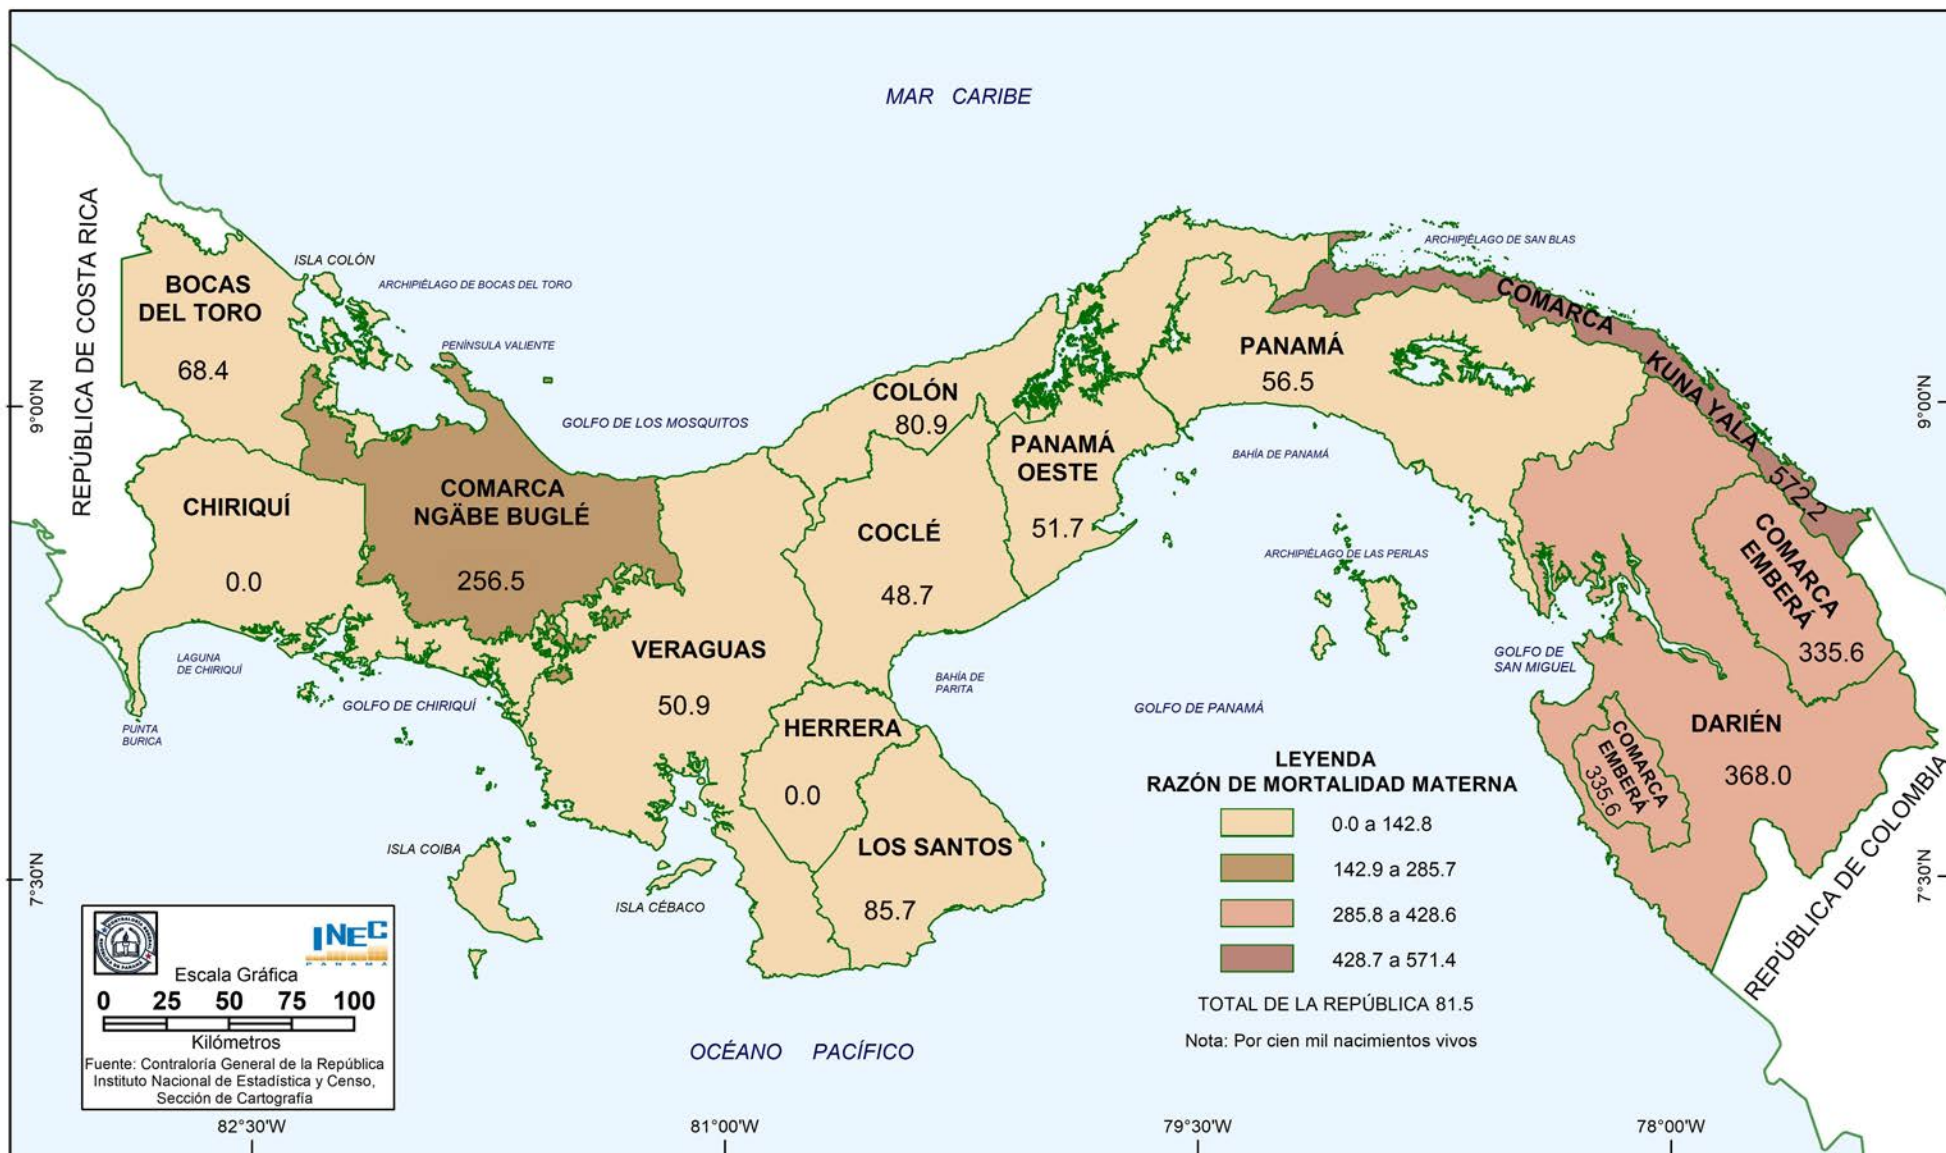 MAR CARIBE
REPÚBLICA DE COSTA RICA
ISLA COLÓN
ARCHIPIÉLAGO DE BOCAS DEL TORO
ARCHIPIÉLAGO DE SAN BLAS
BOCAS
DEL TORO
68.4
PENÍNSULA VALIENTE
COMARCA
KUNA YALA
572.2
PANAMÁ
56.5
COLÓN
80.9
GOLFO DE LOS MOSQUITOS
9°00'N
9°00'N
PANAMÁ
OESTE
51.7
BAHÍA DE PANAMÁ
CHIRIQUÍ
0.0
COMARCA
NGÄBE BUGLÉ
256.5
COCLÉ
48.7
ARCHIPIÉLAGO DE LAS PERLAS
COMARCA
EMBERÁ
335.6
VERAGUAS
50.9
LAGUNA
DE CHIRIQUÍ
GOLFO DE
SAN MIGUEL
BAHÍA DE
PARITA
GOLFO DE CHIRIQUÍ
GOLFO DE PANAMÁ
PUNTA
BURICA
HERRERA
0.0
DARIÉN
368.0
COMARCA
EMBERÁ
335.6
REPÚBLICA DE COLOMBIA
LEYENDA
RAZÓN DE MORTALIDAD MATERNA
0.0 a 142.8
142.9 a 285.7
285.8 a 428.6
428.7 a 571.4
TOTAL DE LA REPÚBLICA 81.5
Nota: Por cien mil nacimientos vivos
ISLA COIBA
LOS SANTOS
85.7
ISLA CÉBACO
7°30'N
7°30'N
INEC
PANAMÁ
Escala Gráfica
0 25 50 75 100
Kilómetros
Fuente: Contraloría General de la República
Instituto Nacional de Estadística y Censo,
Sección de Cartografía
OCÉANO PACÍFICO
82°30'W 81°00'W 79°30'W 78°00'W